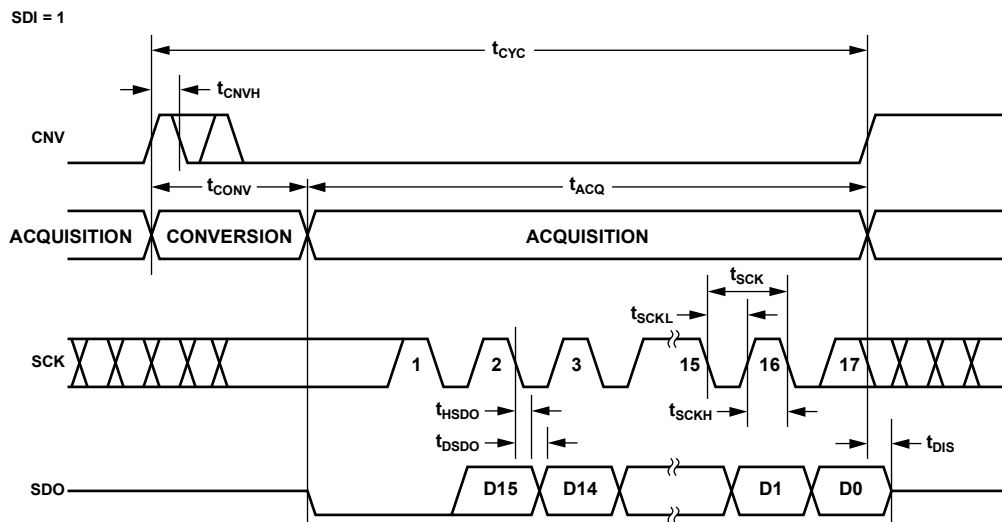 SDI = 1
tCYC
tCNVH
CNV
tCONV
tACQ
ACQUISITION
CONVERSION
ACQUISITION
tSCK
tSCKL
SCK
1
2
3
15
16
17
tHSDO
tSCKH
tDSDO
tDIS
SDO
D15
D14
D1
D0